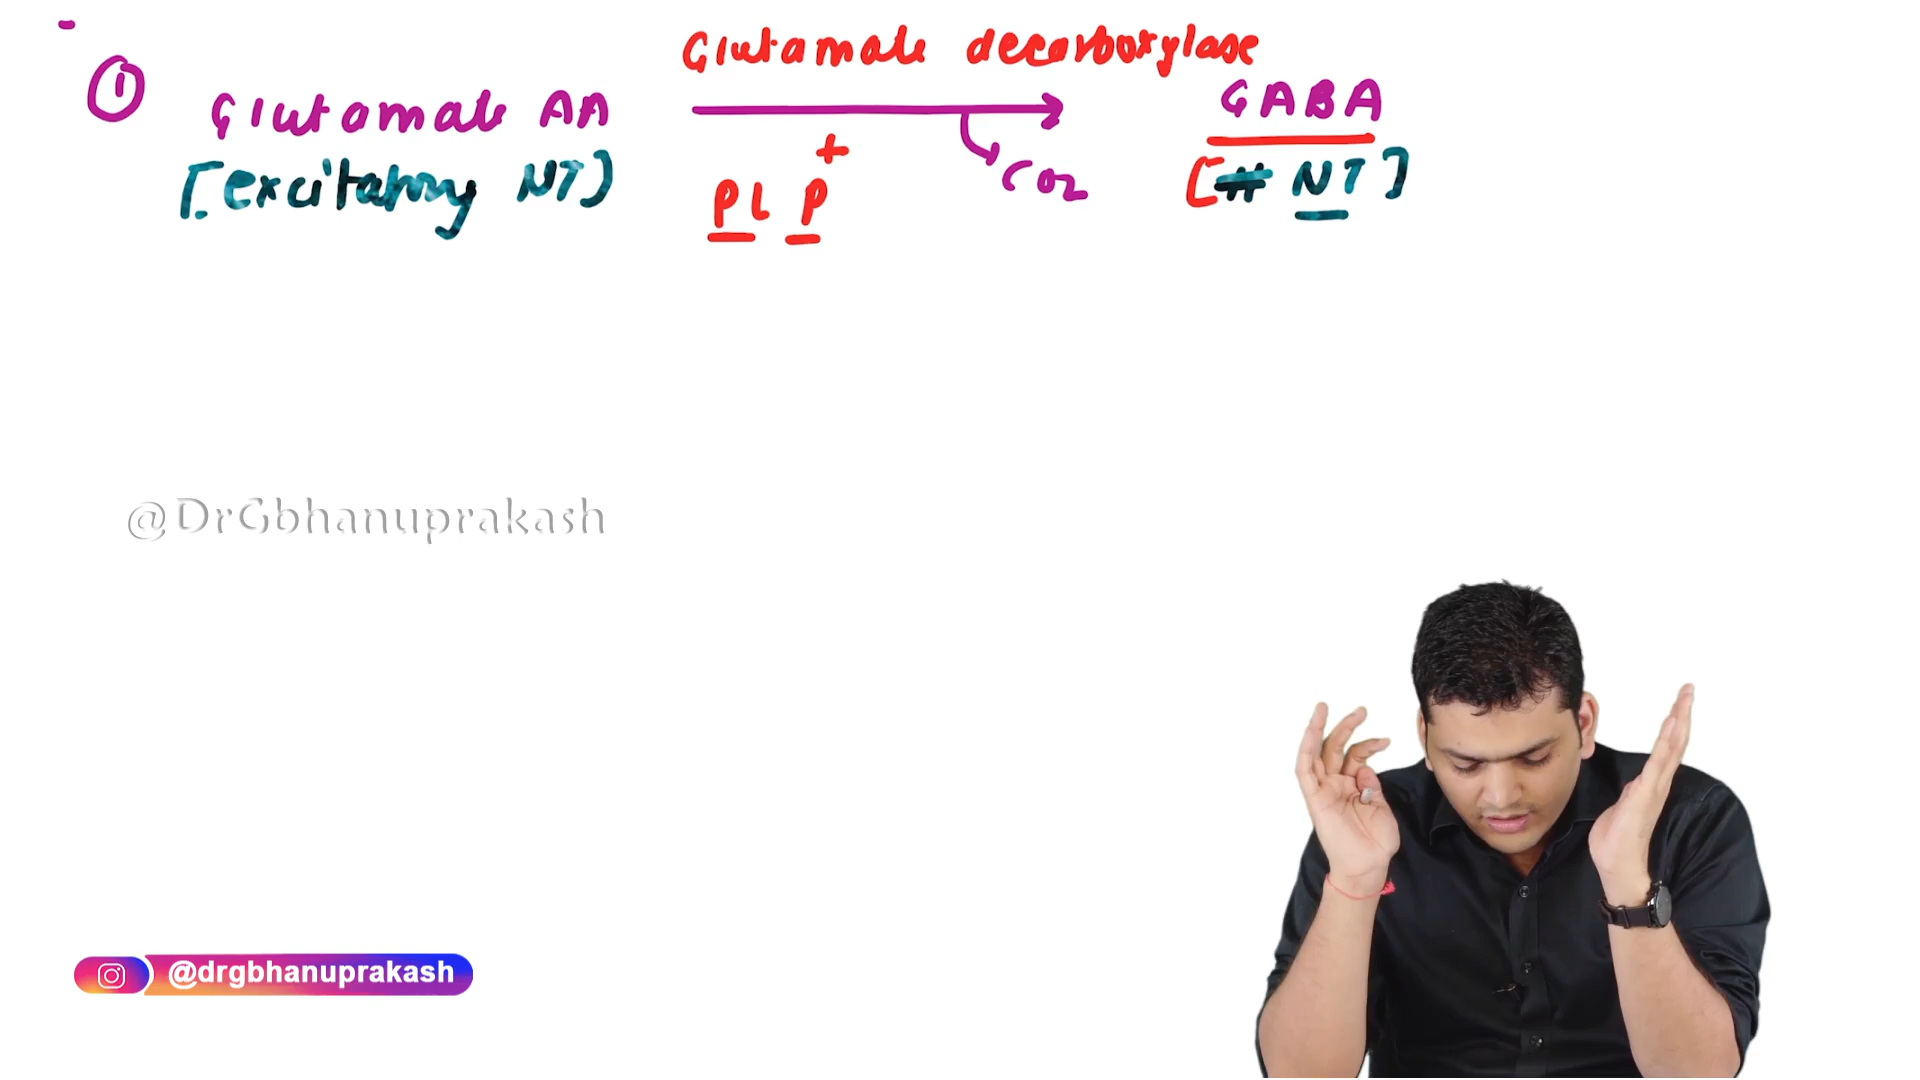 Glutamate decarboxylase
① Glutamate AA → GABA
[excitatory NT] PLP + CO2 [# NT]
@DrGbhanuprakash
@drgbhanuprakash